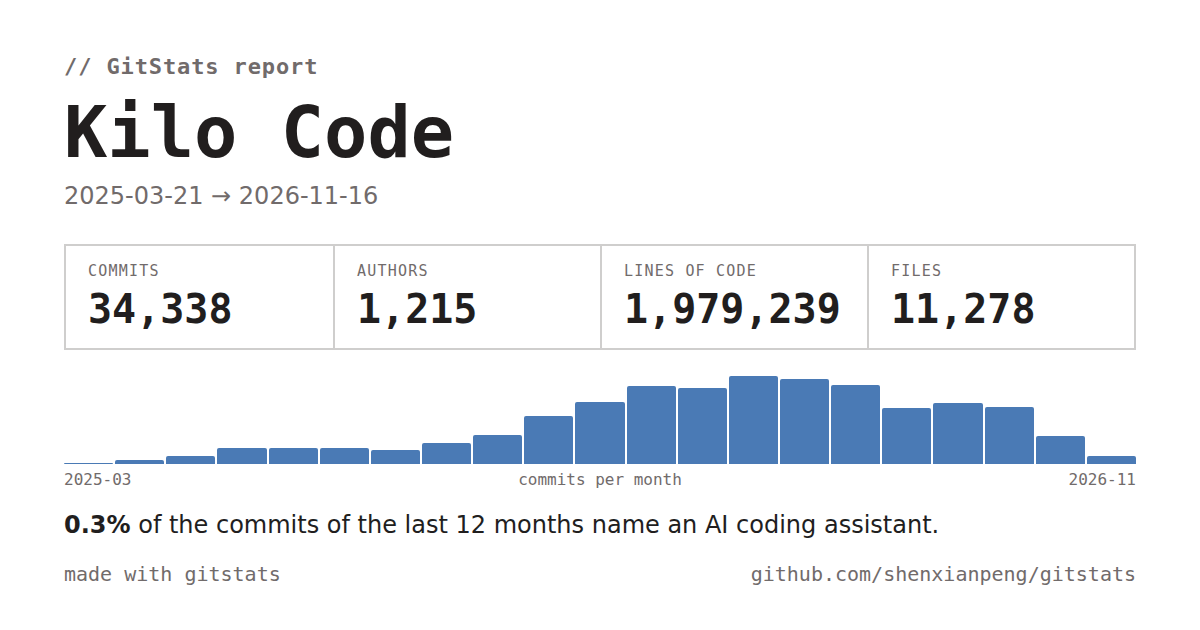 // GitStats report
Kilo Code
2025-03-21 → 2026-11-16
COMMITS AUTHORS LINES OF CODE FILES
34,338 1,215 1,979,239 11,278
2025-03 commits per month 2026-11
0.3% of the commits of the last 12 months name an AI coding assistant.
made with gitstats github.com/shenxianpeng/gitstats